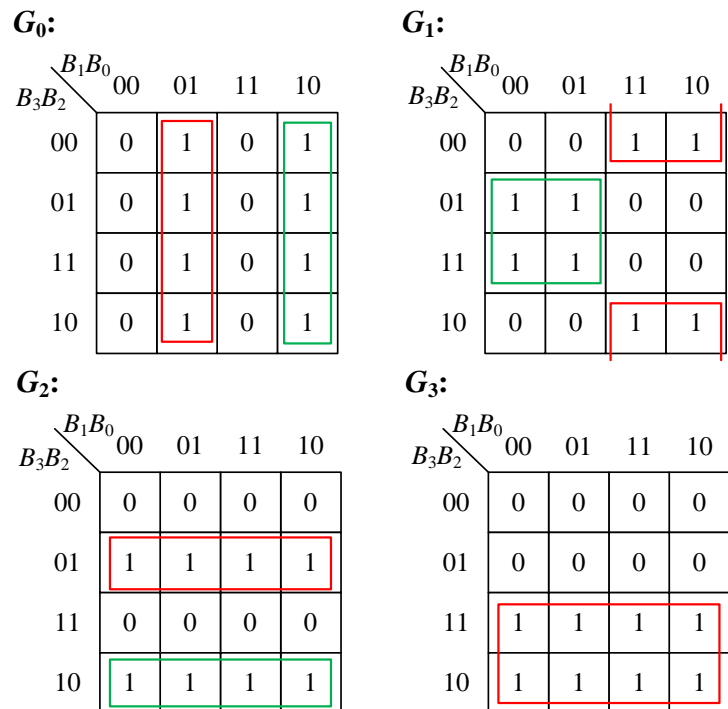 G₀:
B₁B₀
B₃B₂
00 01 11 10
00 0 1 0 1
01 0 1 0 1
11 0 1 0 1
10 0 1 0 1
G₁:
B₁B₀
B₃B₂
00 01 11 10
00 0 0 1 1
01 1 1 0 0
11 1 1 0 0
10 0 0 1 1
G₂:
B₁B₀
B₃B₂
00 01 11 10
00 0 0 0 0
01 1 1 1 1
11 0 0 0 0
10 1 1 1 1
G₃:
B₁B₀
B₃B₂
00 01 11 10
00 0 0 0 0
01 0 0 0 0
11 1 1 1 1
10 1 1 1 1